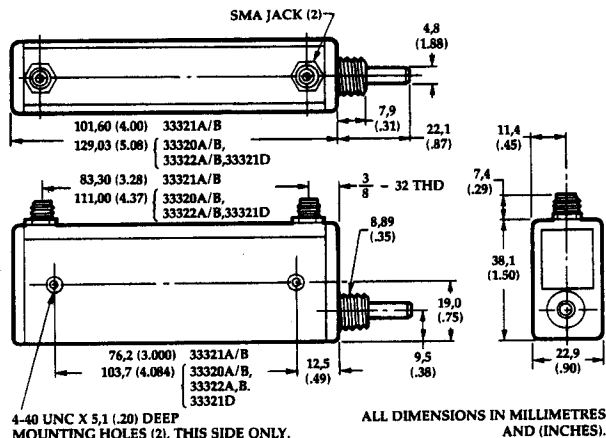 SMA JACK (2)
4,8
(1.88)
7,9
(.31)
22,1
(.87)
101,60 (4.00) 33321A/B
129,03 (5.08) { 33320A/B,
33322A/B,33321D
11,4
(.45)
83,30 (3.28) 33321A/B
111,00 (4.37) { 33320A/B,
33322A/B,33321D
3/8 - 32 THD
7,4
(.29)
8,89
(.35)
38,1
(1.50)
19,0
(.75)
76,2 (3.000) 33321A/B
103,7 (4.084) { 33320A/B,
33322A,B.
33321D
12,5
(.49)
9,5
(.38)
22,9
(.90)
4-40 UNC X 5,1 (.20) DEEP
MOUNTING HOLES (2). THIS SIDE ONLY.
ALL DIMENSIONS IN MILLIMETRES
AND (INCHES).